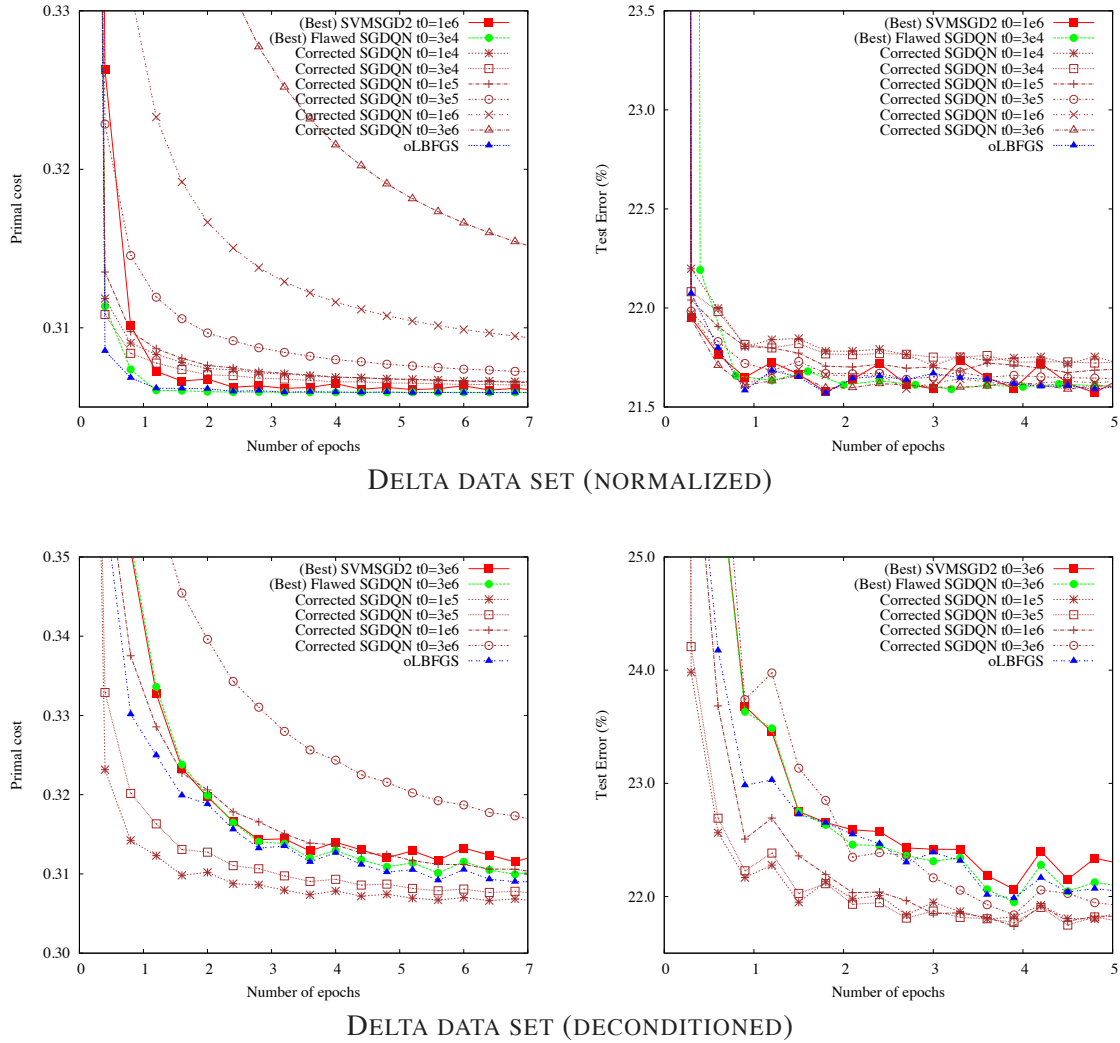 0.33
0.32
0.31
Primal cost
0 1 2 3 4 5 6 7
Number of epochs
(Best) SVMSGD2 t0=1e6
(Best) Flawed SGDQN t0=3e4
Corrected SGDQN t0=1e4
Corrected SGDQN t0=3e4
Corrected SGDQN t0=1e5
Corrected SGDQN t0=3e5
Corrected SGDQN t0=1e6
Corrected SGDQN t0=3e6
oLBFGS
23.5
23.0
22.5
22.0
21.5
Test Error (%)
0 1 2 3 4 5
Number of epochs
(Best) SVMSGD2 t0=1e6
(Best) Flawed SGDQN t0=3e4
Corrected SGDQN t0=1e4
Corrected SGDQN t0=3e4
Corrected SGDQN t0=1e5
Corrected SGDQN t0=3e5
Corrected SGDQN t0=1e6
Corrected SGDQN t0=3e6
oLBFGS
DELTA DATA SET (NORMALIZED)
0.35
0.34
0.33
0.32
0.31
0.30
Primal cost
0 1 2 3 4 5 6 7
Number of epochs
(Best) SVMSGD2 t0=3e6
(Best) Flawed SGDQN t0=3e6
Corrected SGDQN t0=1e5
Corrected SGDQN t0=3e5
Corrected SGDQN t0=1e6
Corrected SGDQN t0=3e6
oLBFGS
25.0
24.0
23.0
22.0
Test Error (%)
0 1 2 3 4 5
Number of epochs
(Best) SVMSGD2 t0=3e6
(Best) Flawed SGDQN t0=3e6
Corrected SGDQN t0=1e5
Corrected SGDQN t0=3e5
Corrected SGDQN t0=1e6
Corrected SGDQN t0=3e6
oLBFGS
DELTA DATA SET (DECONDITIONED)